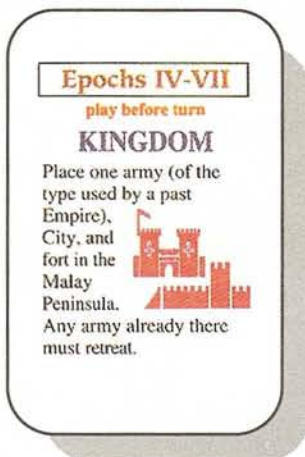 Epochs IV-VII
play before turn
KINGDOM
Place one army (of the
type used by a past
Empire),
City, and
fort in the
Malay
Peninsula.
Any army already there
must retreat.